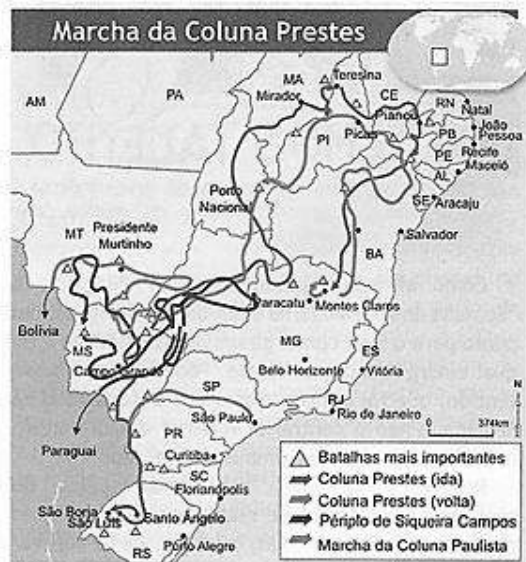 Marcha da Coluna Prestes
MA
Teresina
CE
Mirador
AM
PA
Piancó
RN
Natal
João
Pessoa
PB
Picos
PI
PE
Recife
Maceió
AL
Porto
Nacional
SE
Aracaju
MT
Presidente
Murtinho
BA
Salvador
Bolívia
Paracatu
Montes Claros
MS
MG
ES
Campo Grande
Belo Horizonte
Vitória
SP
RJ
Rio de Janeiro
São Paulo
N
0
374km
Paraguai
PR
Curitiba
SC
Florianópolis
São Borja
São Luís
Santo Ângelo
Porto Alegre
RS
Batalhas mais importantes
Coluna Prestes (ida)
Coluna Prestes (volta)
Périplo de Siqueira Campos
Marcha da Coluna Paulista